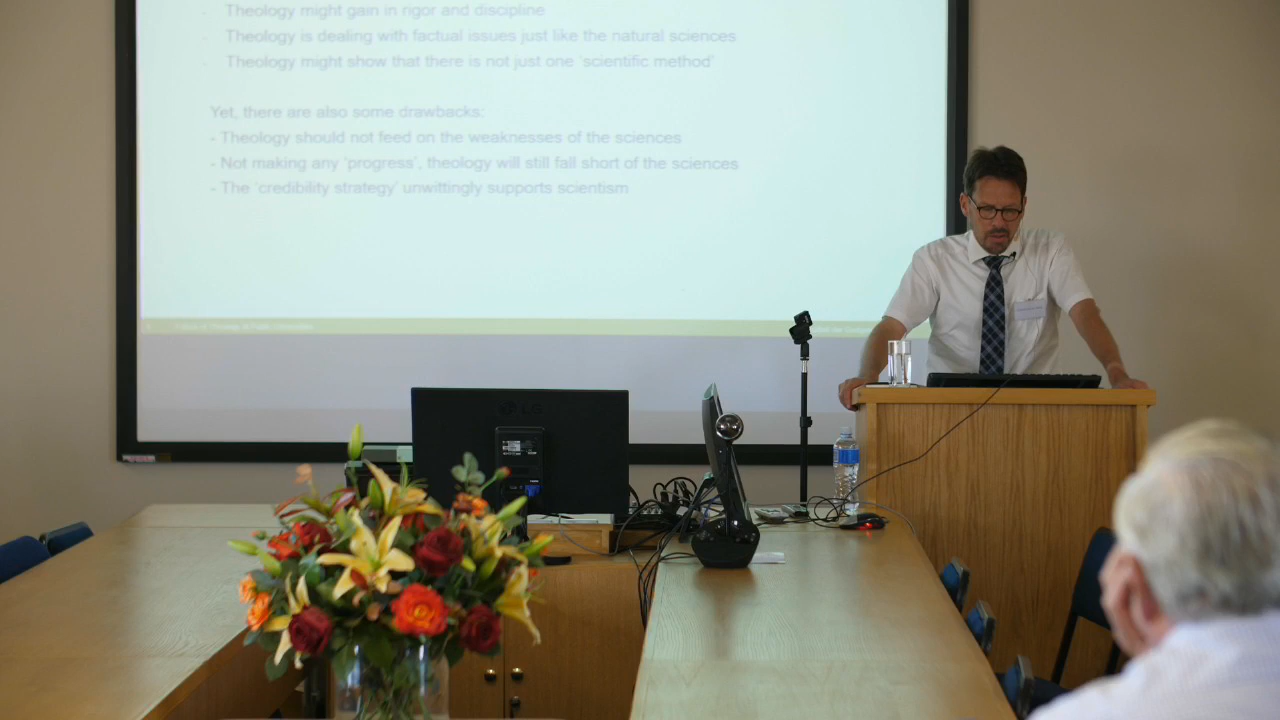 · Theology might gain in rigor and discipline
· Theology is dealing with factual issues just like the natural sciences
· Theology might show that there is not just one 'scientific method'
Yet, there are also some drawbacks:
- Theology should not feed on the weaknesses of the sciences
- Not making any 'progress', theology will still fall short of the sciences
- The 'credibility strategy' unwittingly supports scientism
LG